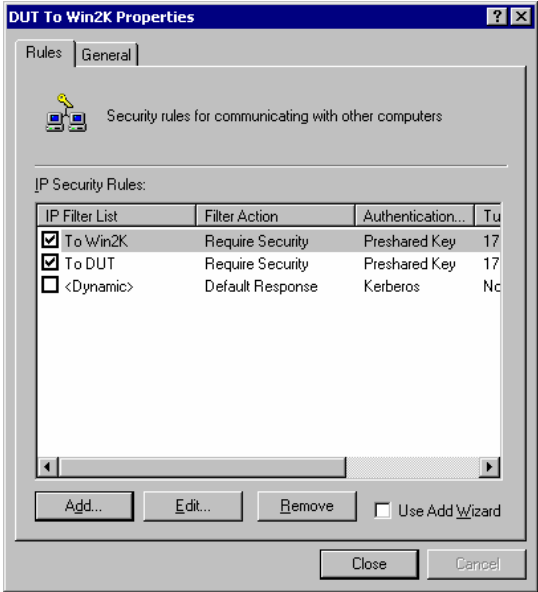 DUT To Win2K Properties
Rules General
Security rules for communicating with other computers
IP Security Rules:
IP Filter List Filter Action Authentication... Tu
To Win2K Require Security Preshared Key 17
To DUT Require Security Preshared Key 17
<Dynamic> Default Response Kerberos No
Add... Edit... Remove Use Add Wizard
Close Cancel